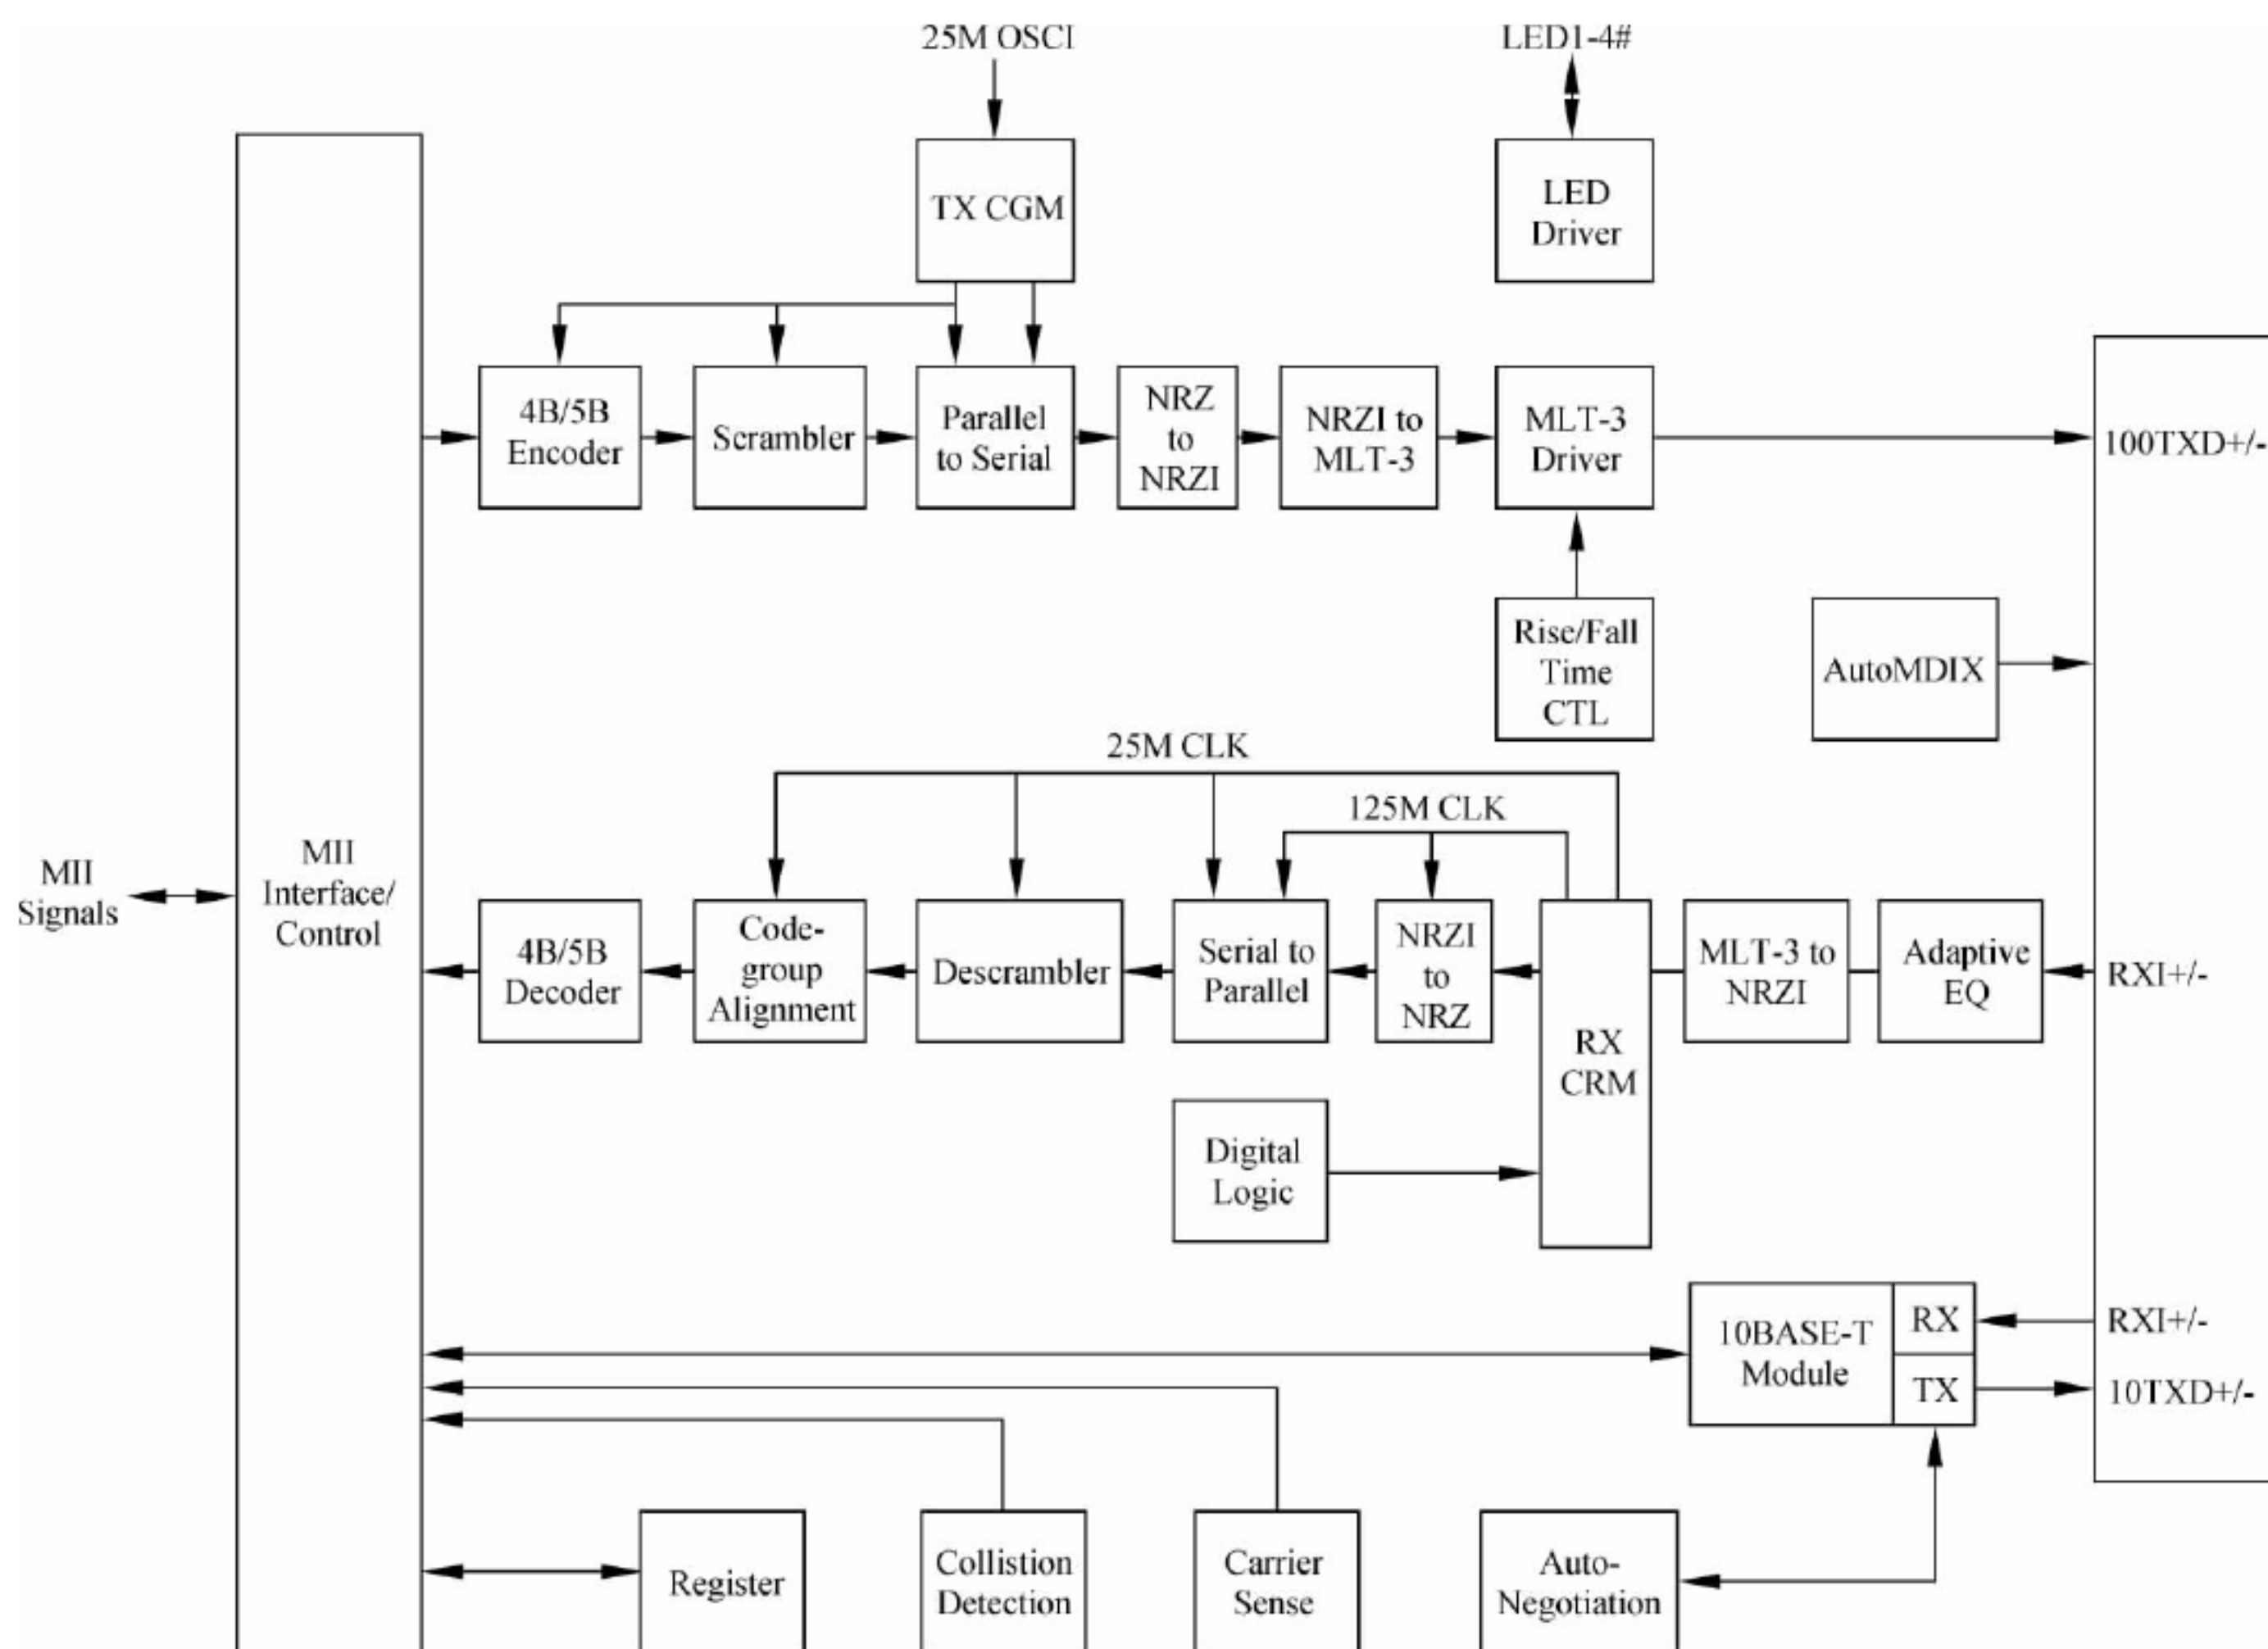 25M OSCI
LED1-4#
TX CGM
LED
Driver
4B/5B
Encoder
Scrambler
Parallel
to Serial
NRZ
to
NRZI
NRZI to
MLT-3
MLT-3
Driver
100TXD+/-
Rise/Fall
Time
CTL
AutoMDIX
25M CLK
125M CLK
MII
Signals
MII
Interface/
Control
4B/5B
Decoder
Code-
group
Alignment
Descrambler
Serial to
Parallel
NRZI
to
NRZ
RX
CRM
MLT-3 to
NRZI
Adaptive
EQ
RXI+/-
Digital
Logic
10BASE-T
Module
RX
TX
RXI+/-
10TXD+/-
Register
Collistion
Detection
Carrier
Sense
Auto-
Negotiation